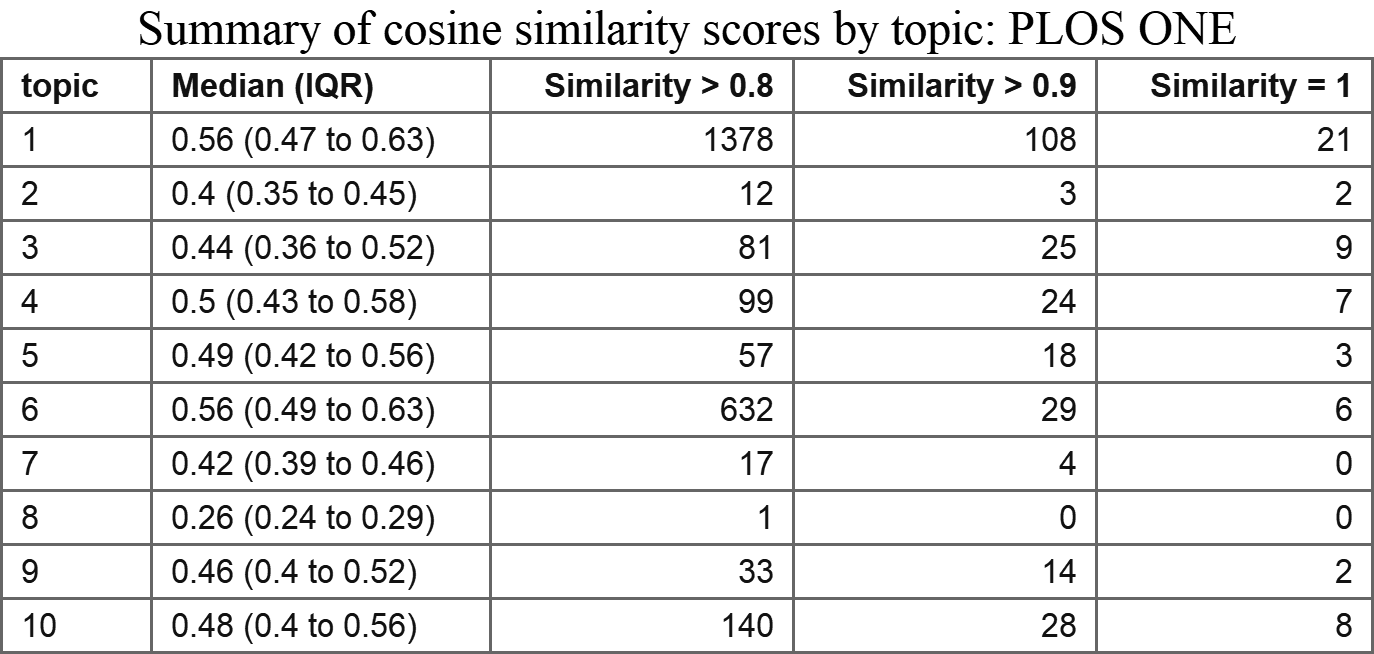 Summary of cosine similarity scores by topic: PLOS ONE
topic Median (IQR) Similarity > 0.8 Similarity > 0.9 Similarity = 1
1 0.56 (0.47 to 0.63) 1378 108 21
2 0.4 (0.35 to 0.45) 12 3 2
3 0.44 (0.36 to 0.52) 81 25 9
4 0.5 (0.43 to 0.58) 99 24 7
5 0.49 (0.42 to 0.56) 57 18 3
6 0.56 (0.49 to 0.63) 632 29 6
7 0.42 (0.39 to 0.46) 17 4 0
8 0.26 (0.24 to 0.29) 1 0 0
9 0.46 (0.4 to 0.52) 33 14 2
10 0.48 (0.4 to 0.56) 140 28 8